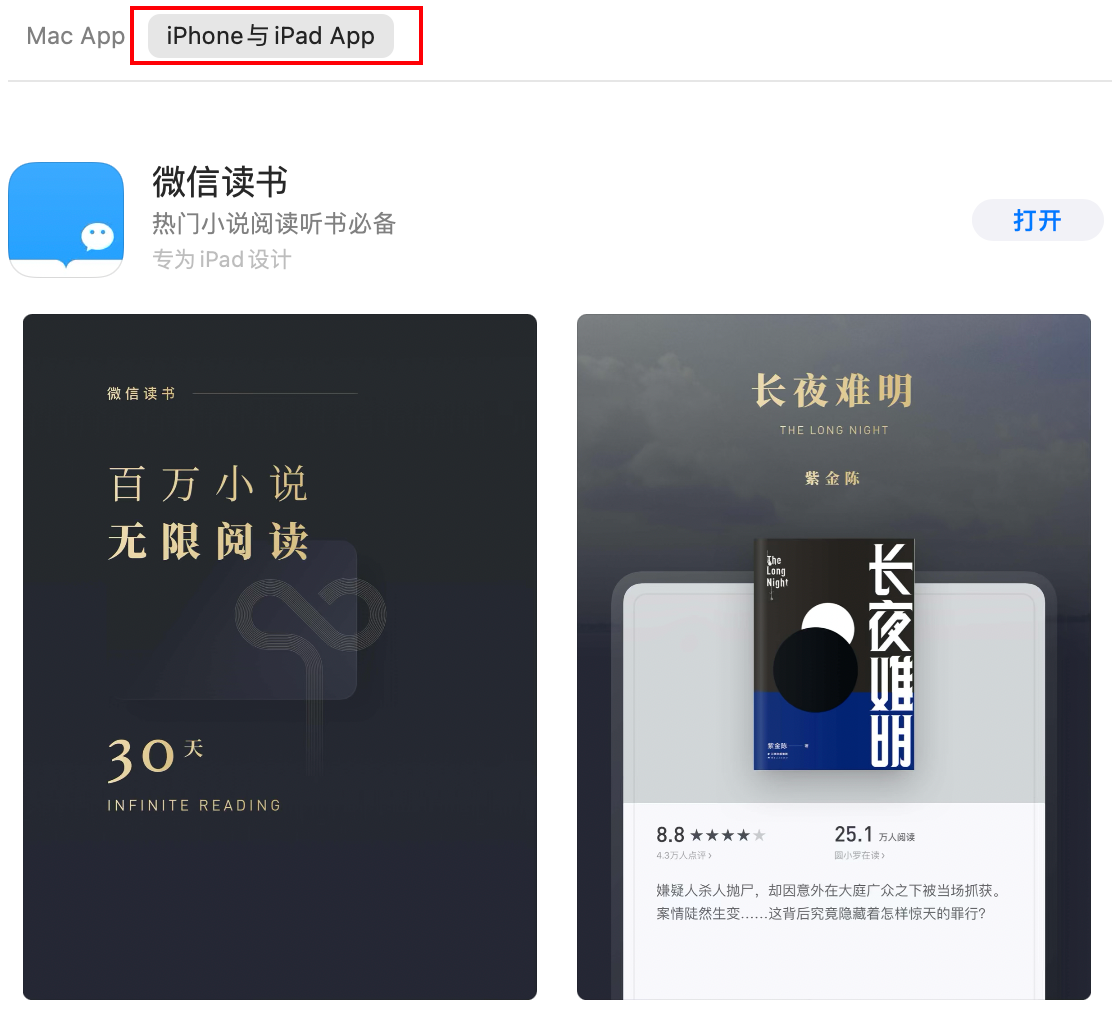 Mac App
iPhone与iPad App
微信读书
热门小说阅读听书必备
专为 iPad 设计
打开
微信读书
百万小说
无限阅读
30天
INFINITE READING
长夜难明
THE LONG NIGHT
紫金陈
The
Long
Night
长夜难明
紫金陈
8.8 ★★★★★
4.3万人点评 ›
25.1 万人阅读
圆小罗在读 ›
嫌疑人杀人抛尸，却因意外在大庭广众之下被当场抓获。
案情陡然生变……这背后究竟隐藏着怎样惊天的罪行?